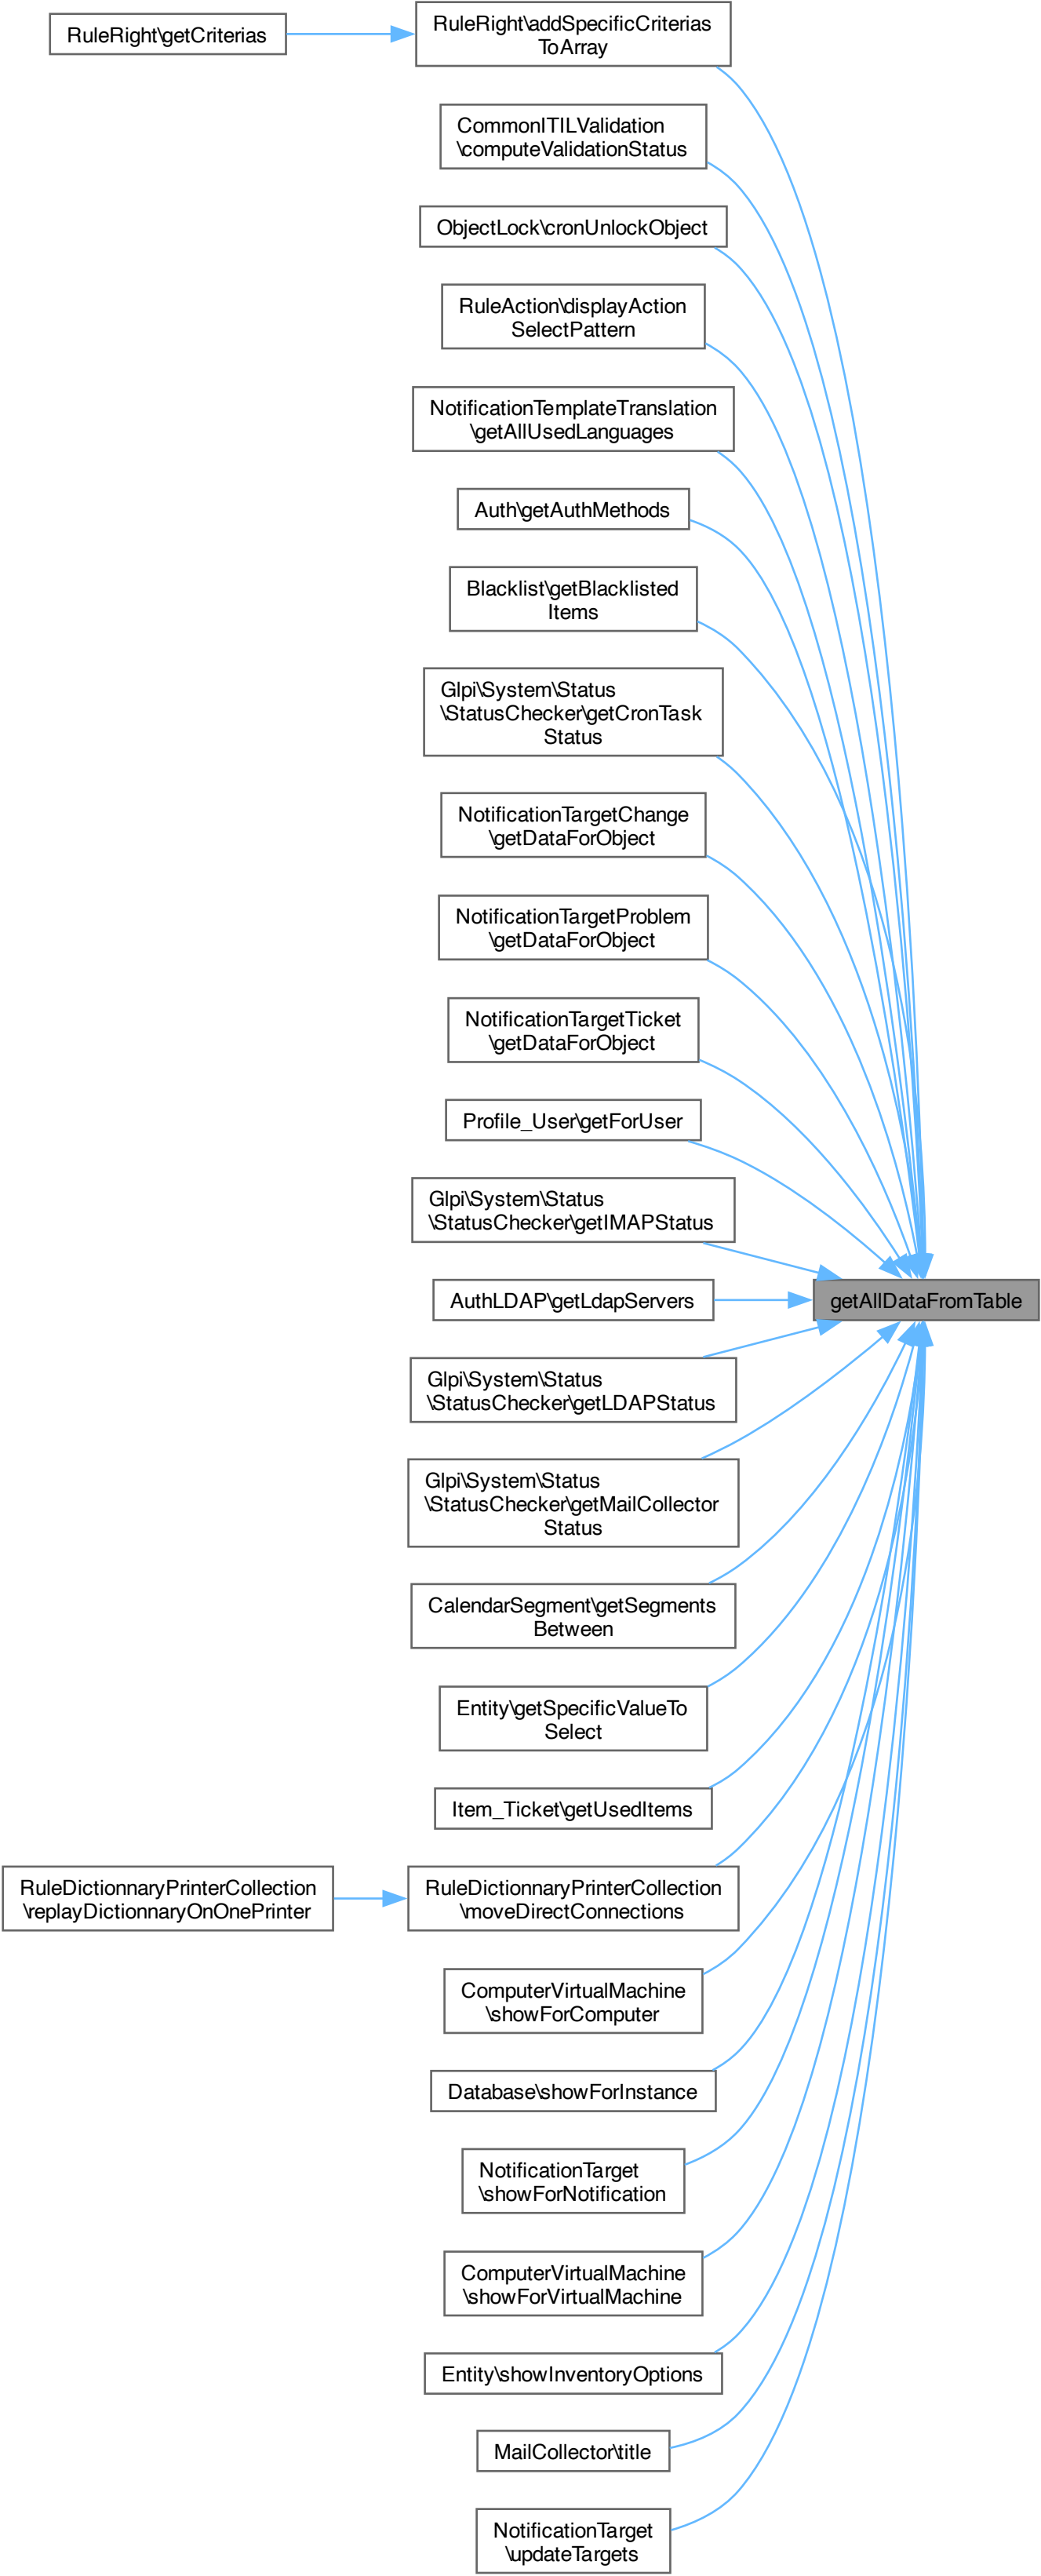 RuleRight\getCriterias
RuleRight\addSpecificCriterias
ToArray
CommonITILValidation
\computeValidationStatus
ObjectLock\cronUnlockObject
RuleAction\displayAction
SelectPattern
NotificationTemplateTranslation
\getAllUsedLanguages
Auth\getAuthMethods
Blacklist\getBlacklisted
Items
Glpi\System\Status
\StatusChecker\getCronTask
Status
NotificationTargetChange
\getDataForObject
NotificationTargetProblem
\getDataForObject
NotificationTargetTicket
\getDataForObject
Profile_User\getForUser
Glpi\System\Status
\StatusChecker\getIMAPStatus
AuthLDAP\getLdapServers
getAllDataFromTable
Glpi\System\Status
\StatusChecker\getLDAPStatus
Glpi\System\Status
\StatusChecker\getMailCollector
Status
CalendarSegment\getSegments
Between
Entity\getSpecificValueTo
Select
Item_Ticket\getUsedItems
RuleDictionnaryPrinterCollection
\replayDictionnaryOnOnePrinter
RuleDictionnaryPrinterCollection
\moveDirectConnections
ComputerVirtualMachine
\showForComputer
Database\showForInstance
NotificationTarget
\showForNotification
ComputerVirtualMachine
\showForVirtualMachine
Entity\showInventoryOptions
MailCollector\title
NotificationTarget
\updateTargets